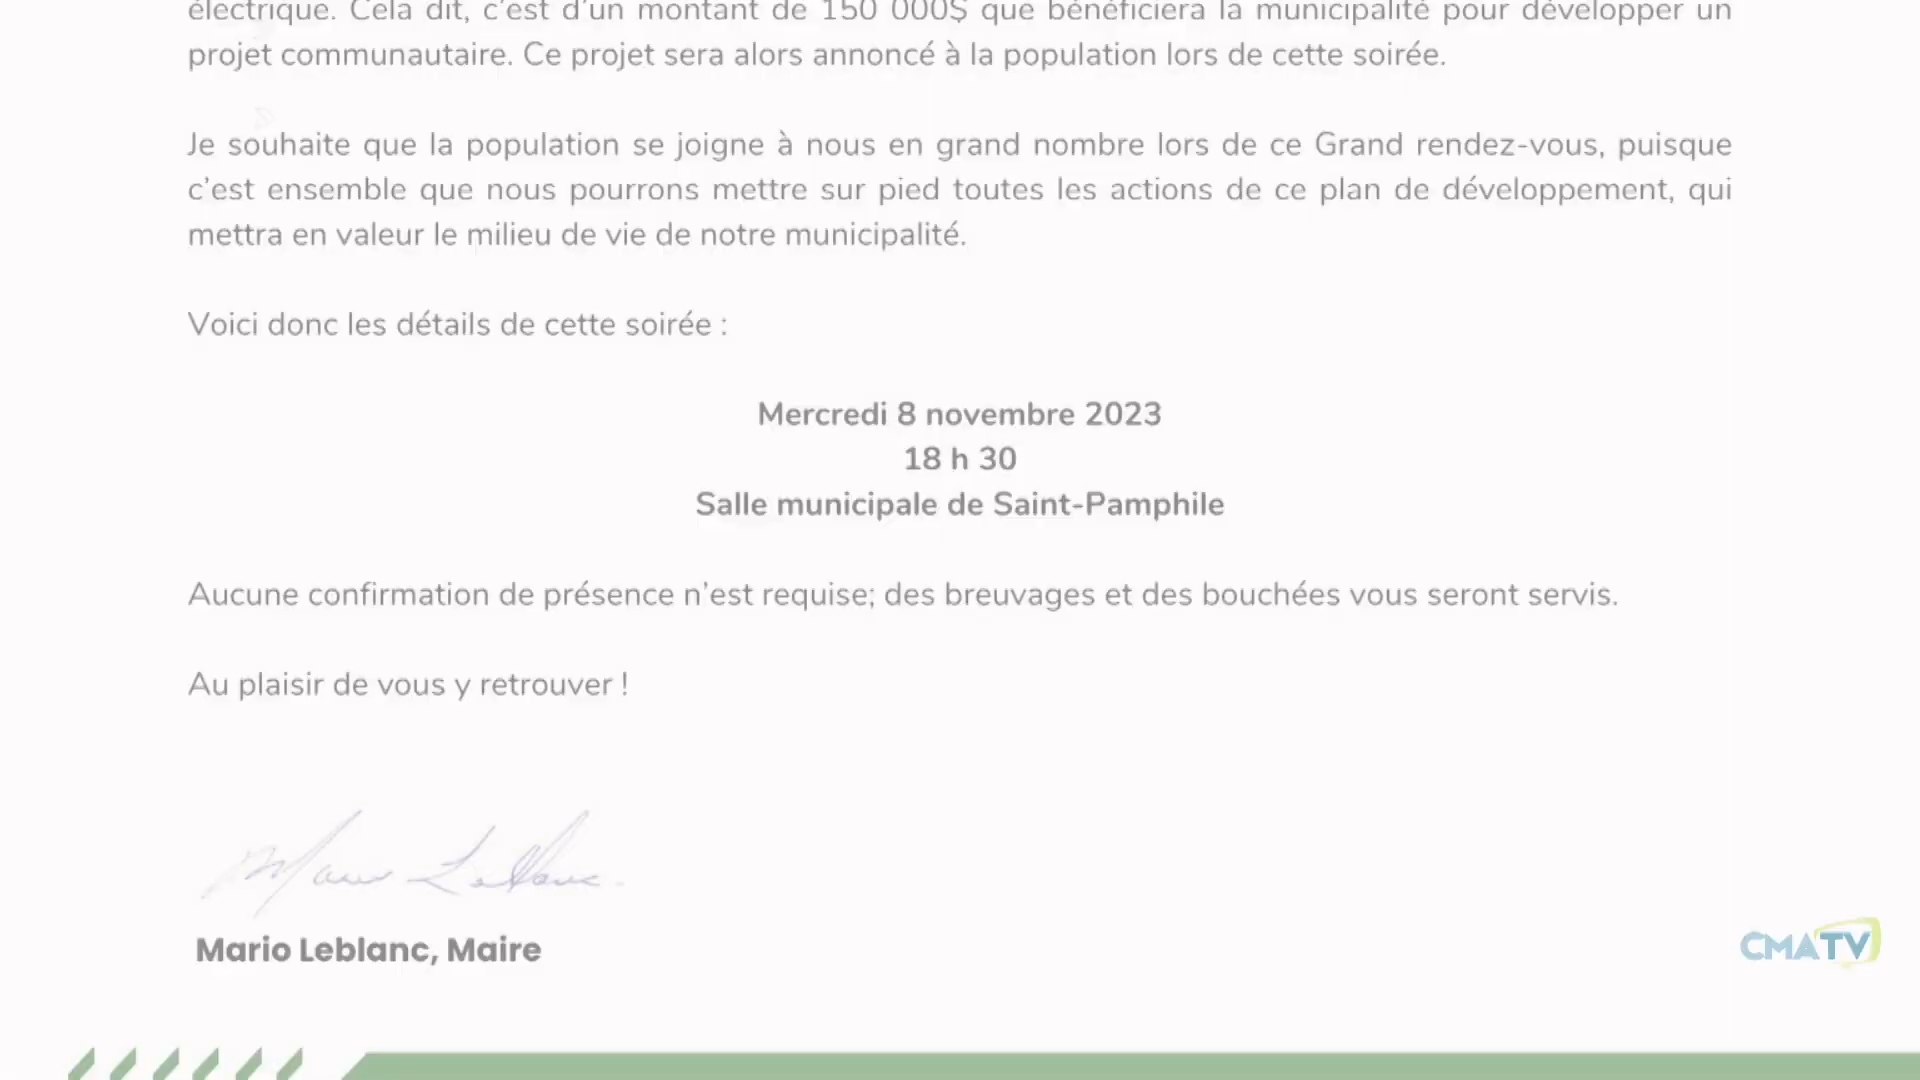 électrique. Cela dit, c’est d’un montant de 150 000$ que bénéficiera la municipalité pour développer un
projet communautaire. Ce projet sera alors annoncé à la population lors de cette soirée.
Je souhaite que la population se joigne à nous en grand nombre lors de ce Grand rendez-vous, puisque
c’est ensemble que nous pourrons mettre sur pied toutes les actions de ce plan de développement, qui
mettra en valeur le milieu de vie de notre municipalité.
Voici donc les détails de cette soirée :
Mercredi 8 novembre 2023
18 h 30
Salle municipale de Saint-Pamphile
Aucune confirmation de présence n’est requise; des breuvages et des bouchées vous seront servis.
Au plaisir de vous y retrouver !
Mario Leblanc
Mario Leblanc, Maire
CMATV